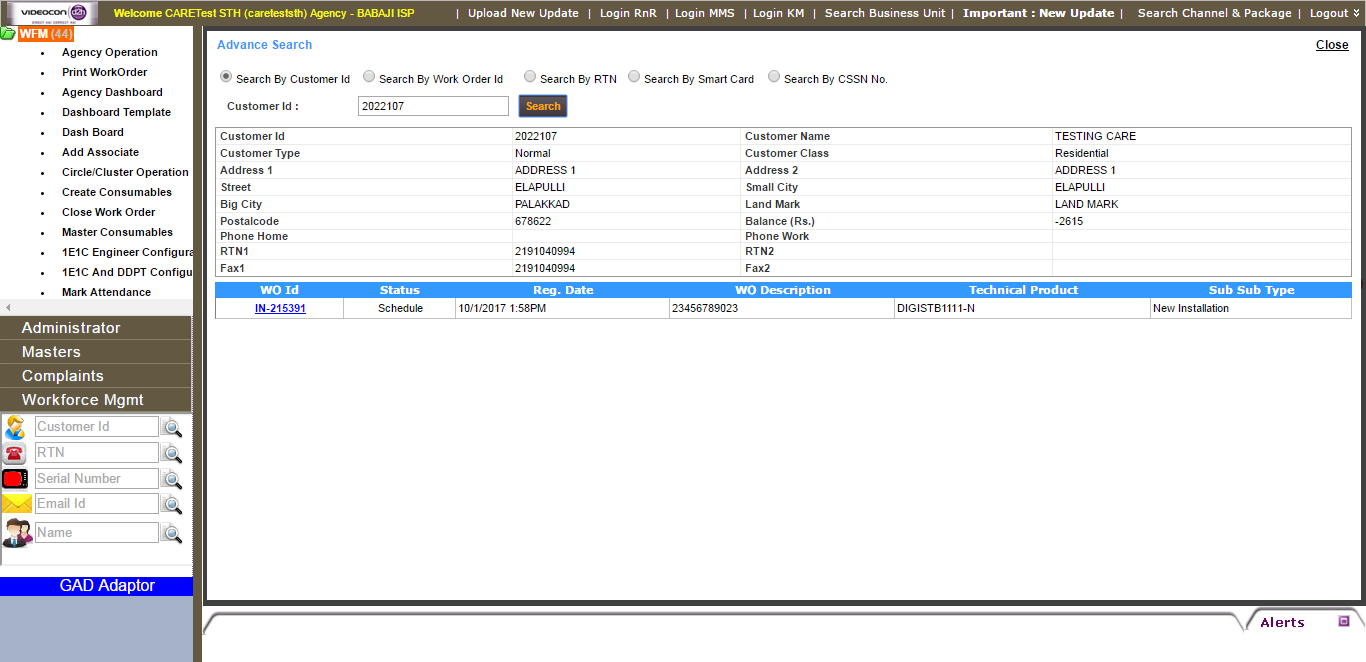 VIDEOCON d2h Welcome CARETest STH (careteststh) Agency - BABAJI ISP | Upload New Update | Login RnR | Login MMS | Login KM | Search Business Unit | Important : New Update | Search Channel & Package | Logout
WFM (44)
Agency Operation
Print WorkOrder
Agency Dashboard
Dashboard Template
Dash Board
Add Associate
Circle/Cluster Operation
Create Consumables
Close Work Order
Master Consumables
1E1C Engineer Configura
1E1C And DDPT Configu
Mark Attendance
Administrator
Masters
Complaints
Workforce Mgmt
Customer Id
RTN
Serial Number
Email Id
Name
GAD Adaptor
Advance Search Close
Search By Customer Id Search By Work Order Id Search By RTN Search By Smart Card Search By CSSN No.
Customer Id : 2022107 Search
Customer Id 2022107 Customer Name TESTING CARE
Customer Type Normal Customer Class Residential
Address 1 ADDRESS 1 Address 2 ADDRESS 1
Street ELAPULLI Small City ELAPULLI
Big City PALAKKAD Land Mark LAND MARK
Postalcode 678622 Balance (Rs.) -2615
Phone Home Phone Work
RTN1 2191040994 RTN2
Fax1 2191040994 Fax2
WO Id Status Reg. Date WO Description Technical Product Sub Sub Type
IN-215391 Schedule 10/1/2017 1:58PM 23456789023 DIGISTB1111-N New Installation
Alerts